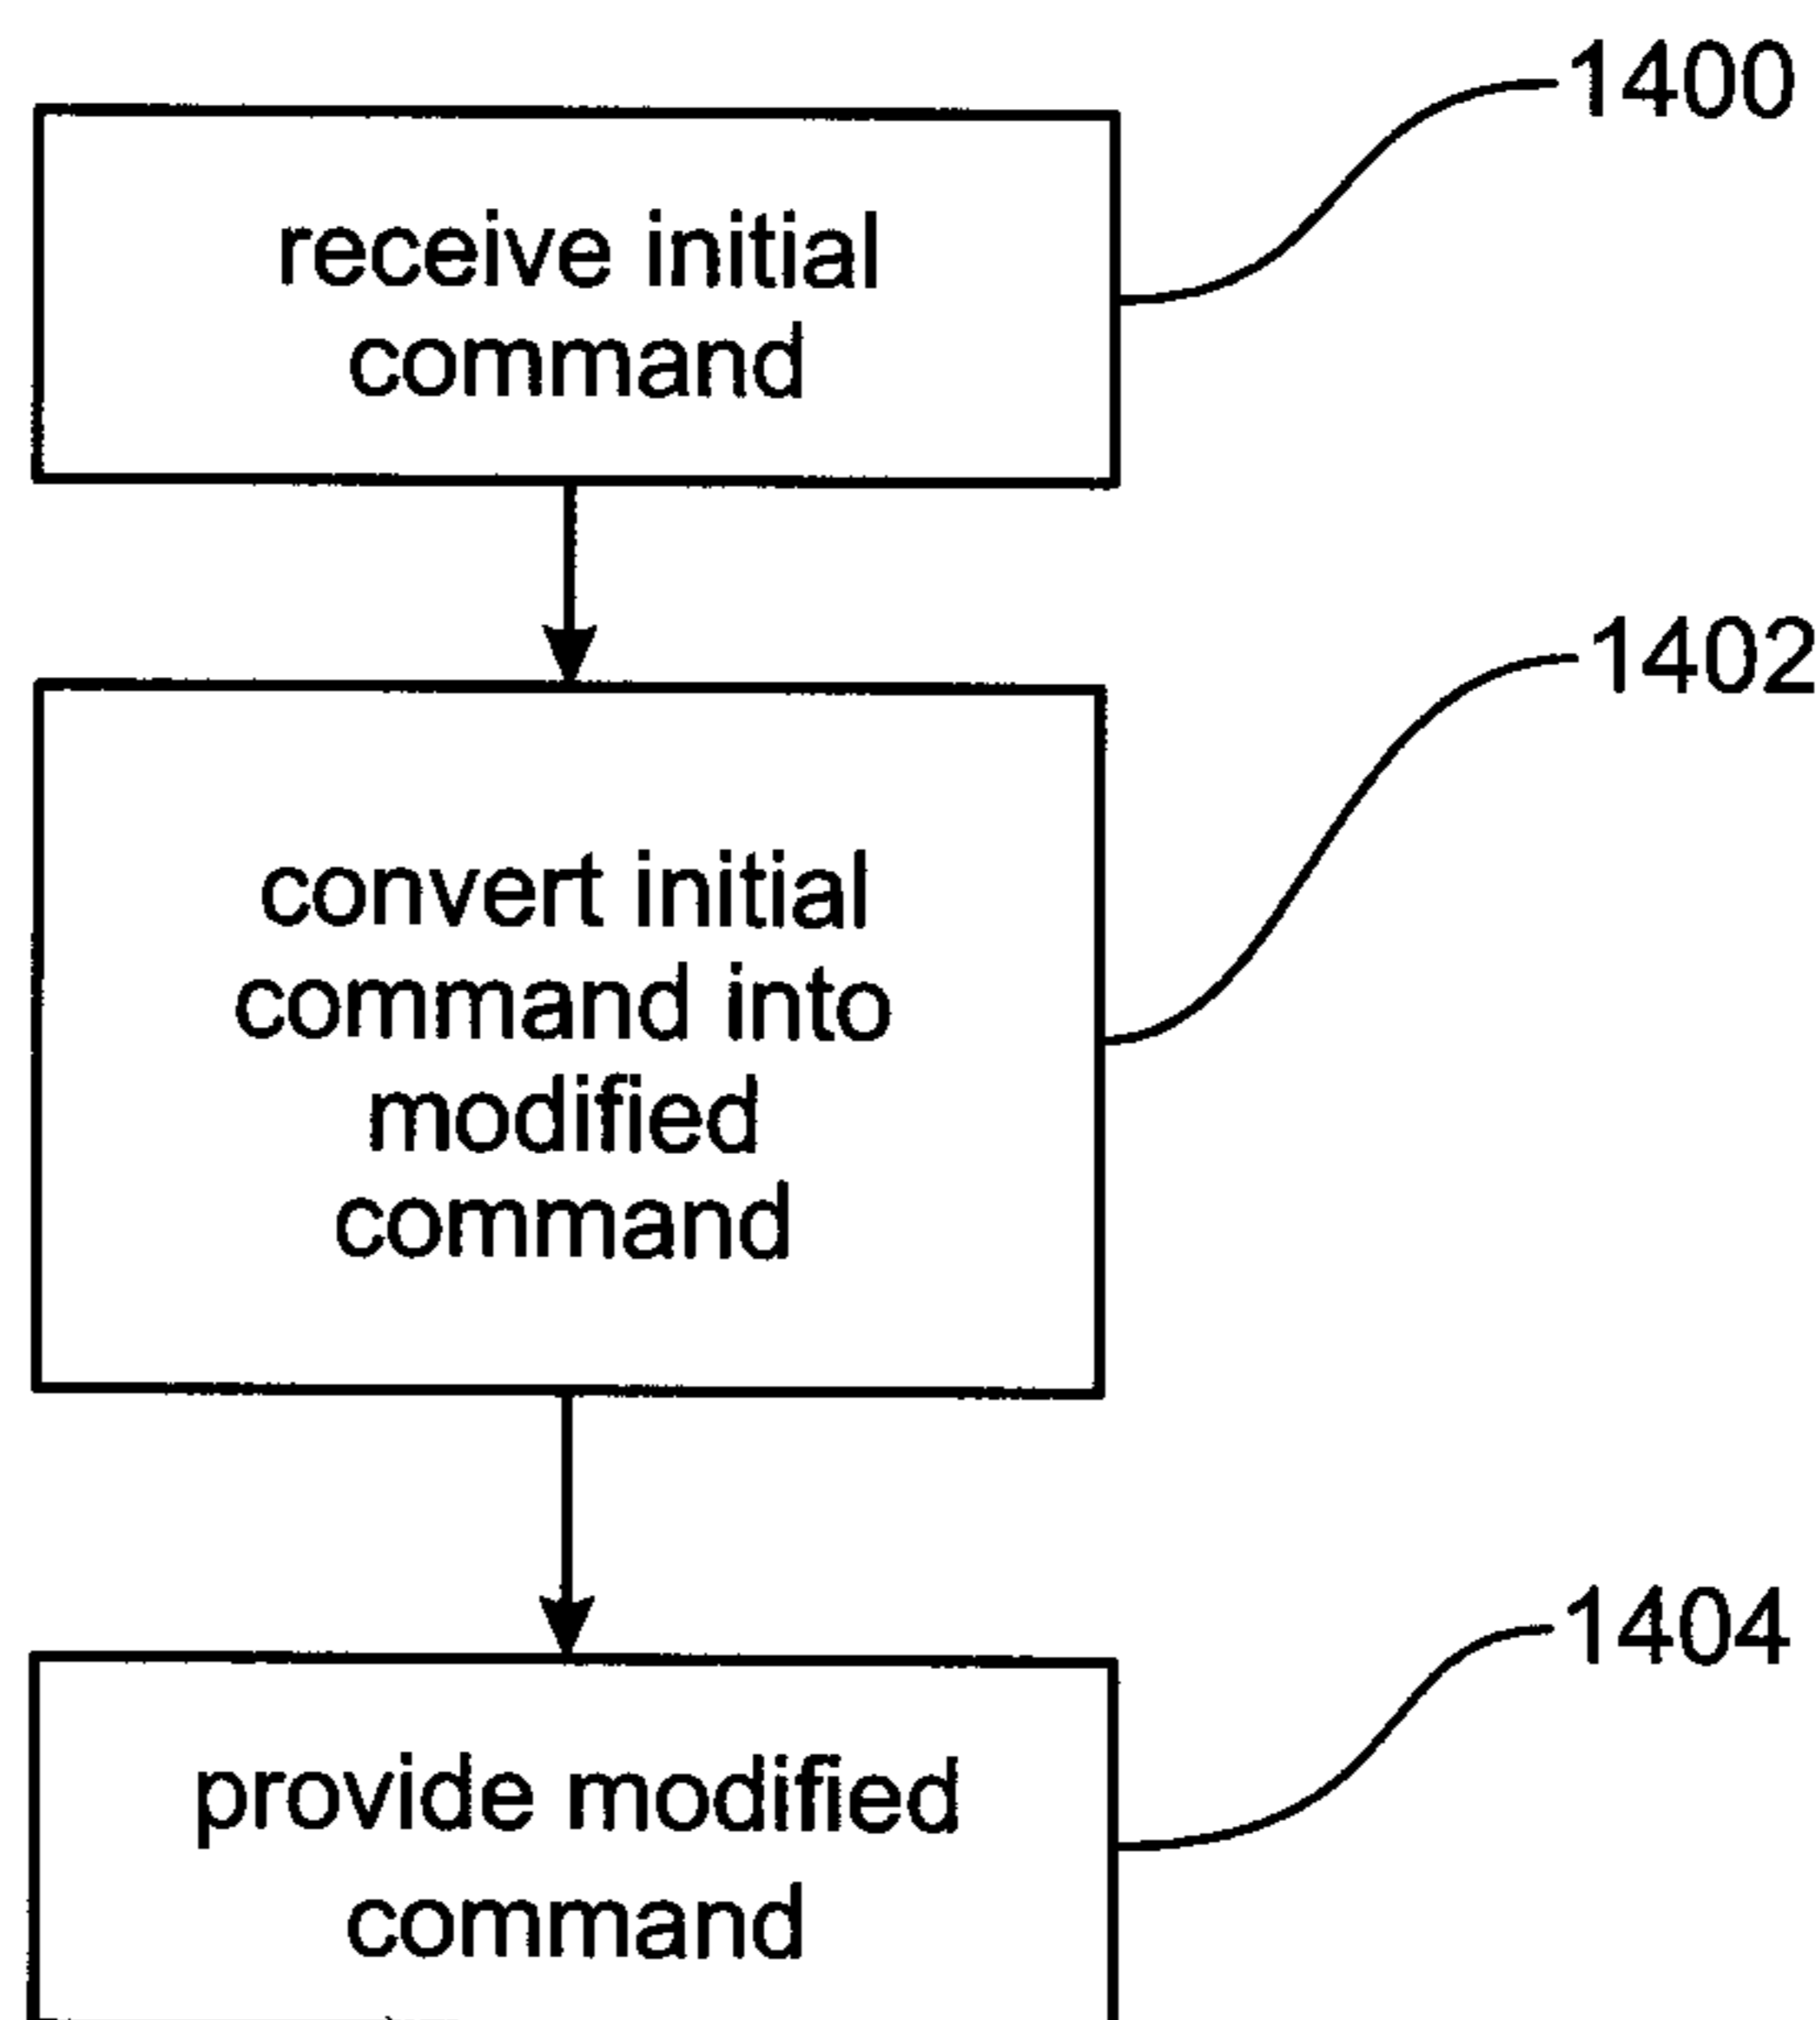 1400
receive initial
command
1402
convert initial
command into
modified
command
1404
provide modified
command